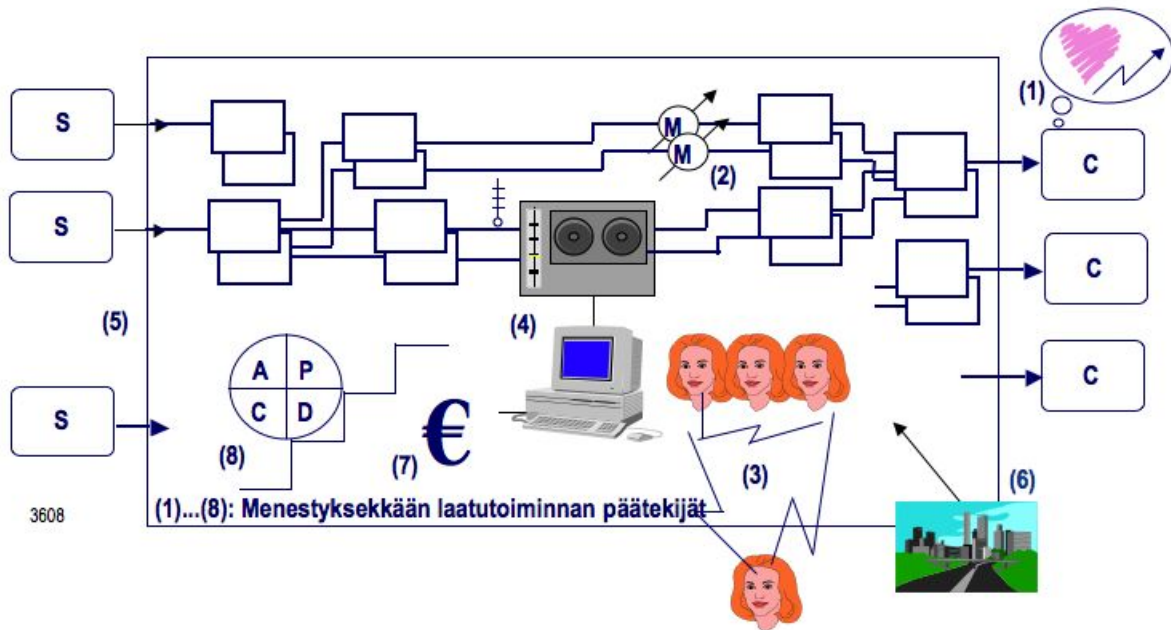 (1)
S
M
C
M
(2)
S
C
(4)
(5)
A P
C D
C
S
€
(3)
(8)
(7)
(6)
3608
(1)...(8): Menestyksekkään laatutoiminnan päätekijät